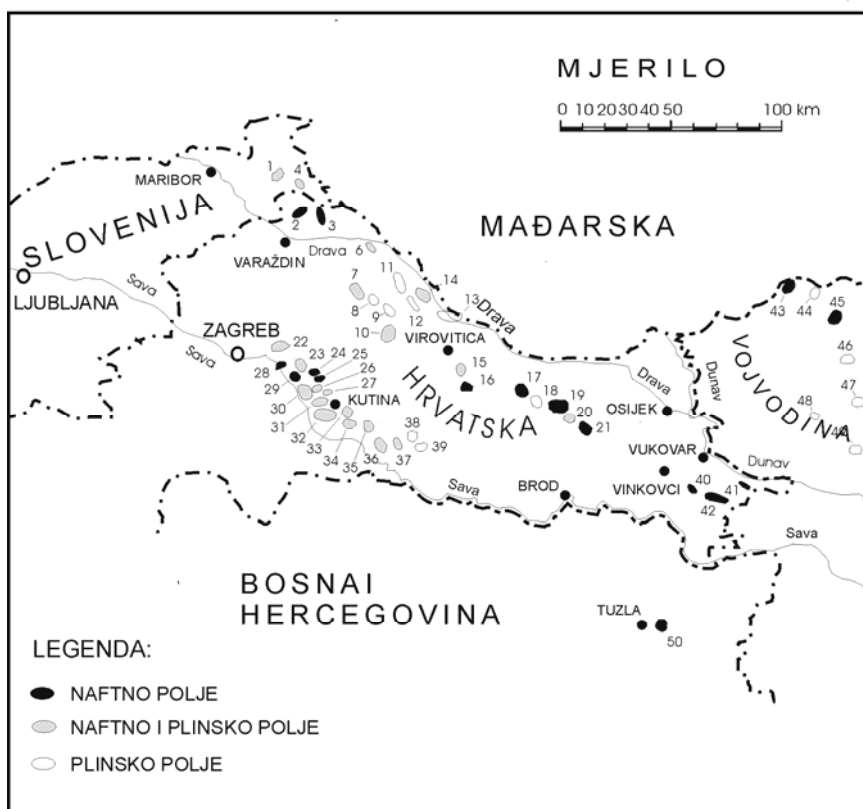 MJERILO
0 10 20 30 40 50 100 km
1
4
MARIBOR
2
3
SLOVENIJA
MAĐARSKA
VARAŽDIN
Drava
6
11
7
14
13
43
44
45
LJUBLJANA
Sava
8
9
12
Drava
10
VIROVITICA
ZAGREB
22
Sava
23
24
25
28
26
29
27
30
KUTINA
15
16
HRVATSKA
17
18
19
20
21
Drava
Dunav
OSIJEK
VOJVODINA
46
47
48
49
31
32
33
34
35
36
37
38
39
VUKOVAR
Dunav
VINKOVCI
40
41
42
Sava
BROD
Sava
BOSNAI
HERCEGOVINA
TUZLA
50
LEGENDA:
NAFTNO POLJE
NAFTNO I PLINSKO POLJE
PLINSKO POLJE